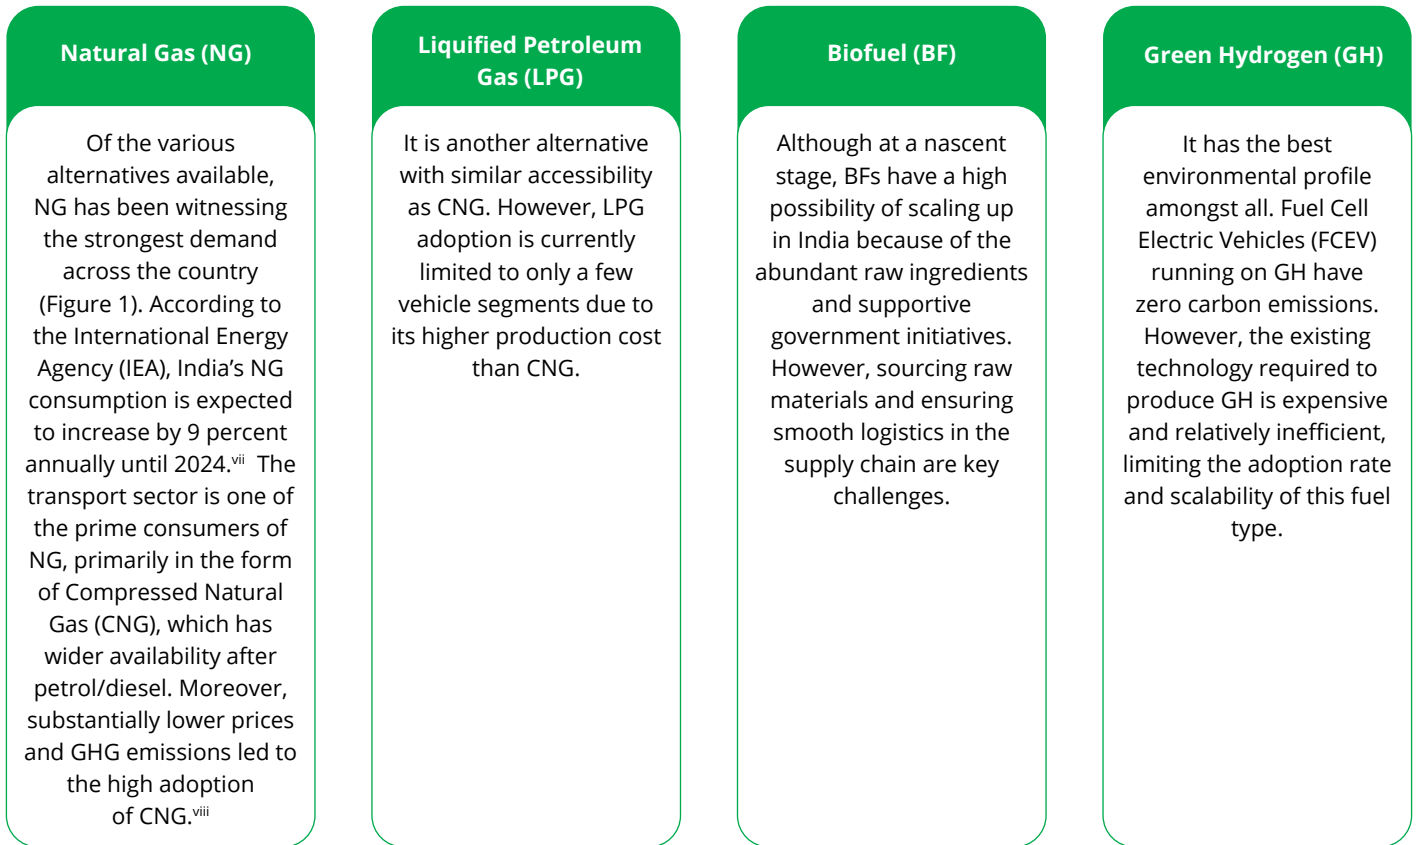 Natural Gas (NG)
Of the various
alternatives available,
NG has been witnessing
the strongest demand
across the country
(Figure 1). According to
the International Energy
Agency (IEA), India’s NG
consumption is expected
to increase by 9 percent
annually until 2024.vii The
transport sector is one of
the prime consumers of
NG, primarily in the form
of Compressed Natural
Gas (CNG), which has
wider availability after
petrol/diesel. Moreover,
substantially lower prices
and GHG emissions led to
the high adoption
of CNG.viii
Liquified Petroleum
Gas (LPG)
It is another alternative
with similar accessibility
as CNG. However, LPG
adoption is currently
limited to only a few
vehicle segments due to
its higher production cost
than CNG.
Biofuel (BF)
Although at a nascent
stage, BFs have a high
possibility of scaling up
in India because of the
abundant raw ingredients
and supportive
government initiatives.
However, sourcing raw
materials and ensuring
smooth logistics in the
supply chain are key
challenges.
Green Hydrogen (GH)
It has the best
environmental profile
amongst all. Fuel Cell
Electric Vehicles (FCEV)
running on GH have
zero carbon emissions.
However, the existing
technology required to
produce GH is expensive
and relatively inefficient,
limiting the adoption rate
and scalability of this fuel
type.